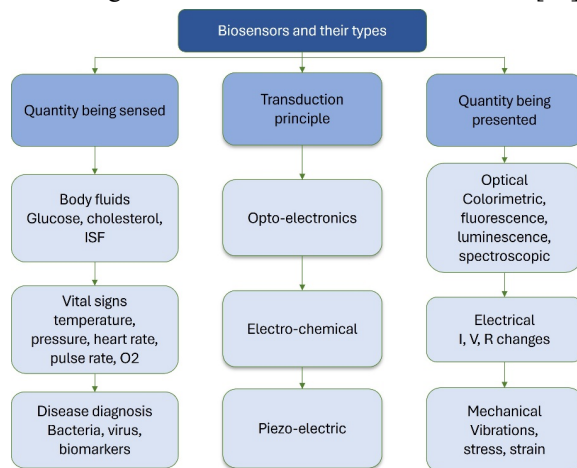 Biosensors and their types
Quantity being sensed
Transduction
principle
Quantity being
presented
Body fluids
Glucose, cholesterol,
ISF
Opto-electronics
Optical
Colorimetric,
fluorescence,
luminescence,
spectroscopic
Vital signs
temperature,
pressure, heart rate,
pulse rate, O2
Electro-chemical
Electrical
I, V, R changes
Disease diagnosis
Bacteria, virus,
biomarkers
Piezo-electric
Mechanical
Vibrations,
stress, strain